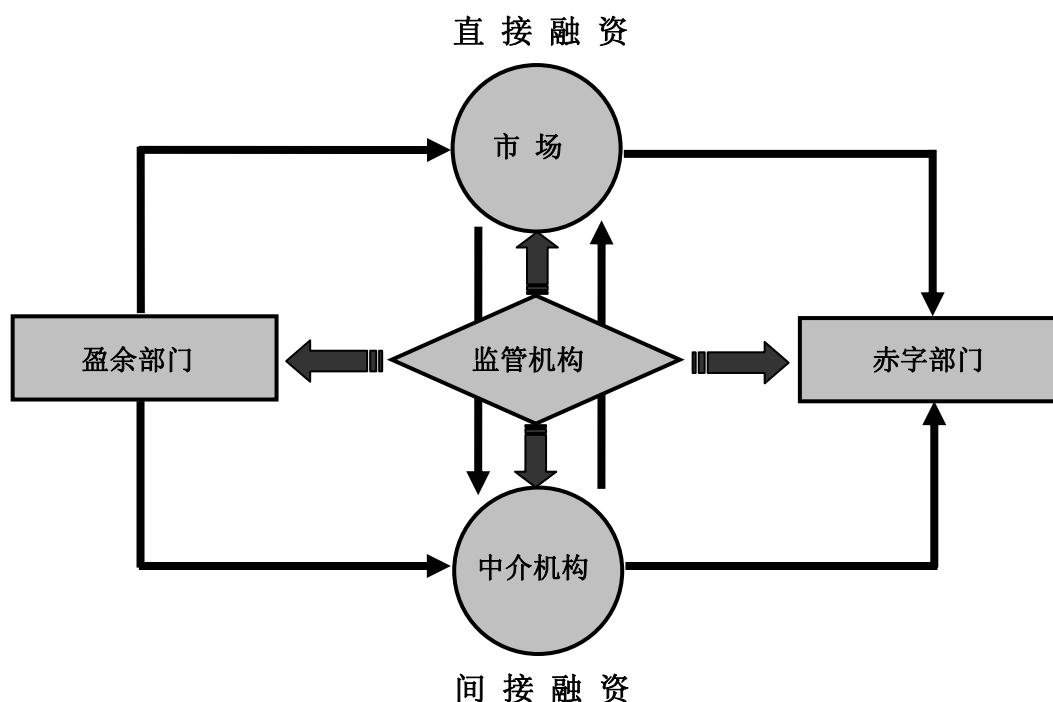 直 接 融 资
市 场
盈余部门
监管机构
赤字部门
中介机构
间 接 融 资